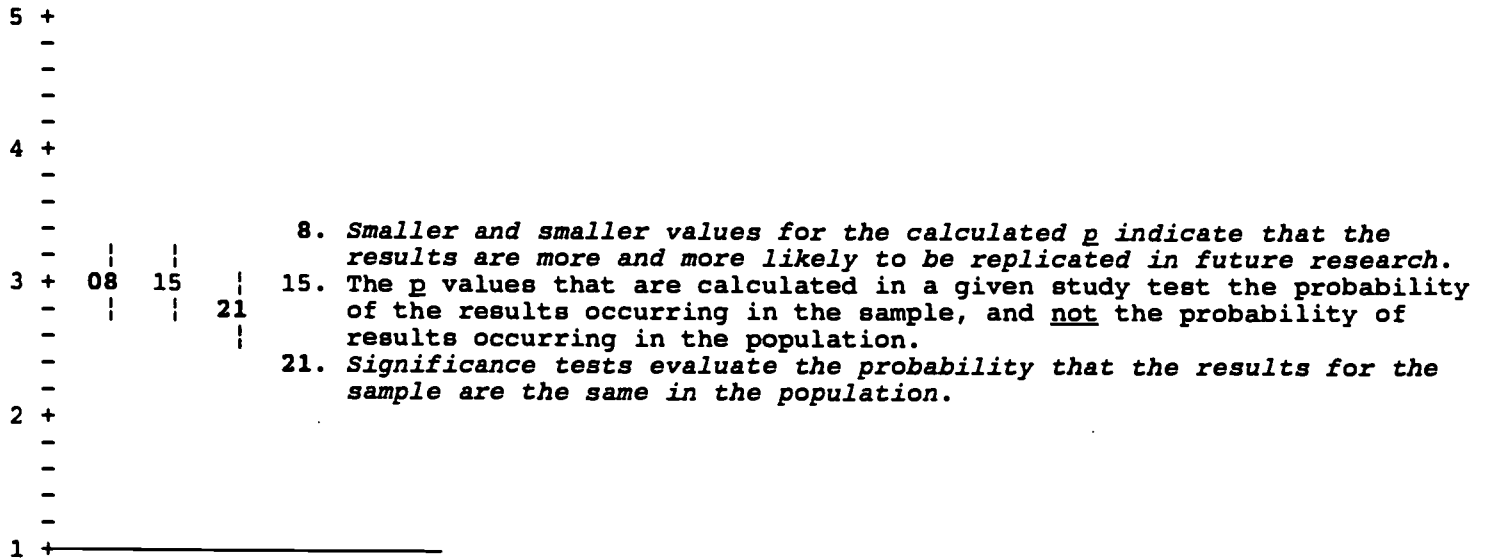 5 +
-
-
-
-
4 +
-
-
- 8. Smaller and smaller values for the calculated p indicate that the
- ¦ ¦ results are more and more likely to be replicated in future research.
3 + 08 15 ¦ 15. The p values that are calculated in a given study test the probability
- ¦ ¦ 21 of the results occurring in the sample, and not the probability of
- ¦ results occurring in the population.
- 21. Significance tests evaluate the probability that the results for the
- sample are the same in the population.
2 +
-
-
-
-
1 +